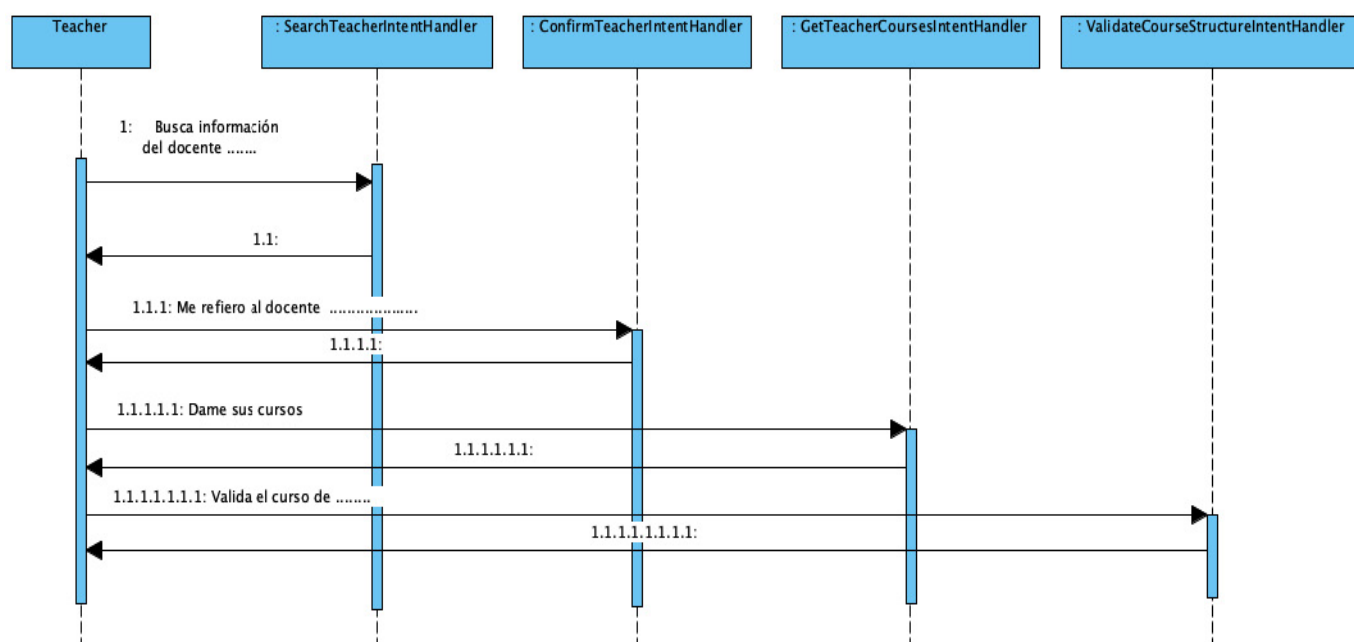 Teacher
: SearchTeacherIntentHandler
: ConfirmTeacherIntentHandler
: GetTeacherCoursesIntentHandler
: ValidateCourseStructureIntentHandler
1: Busca información
del docente .......
1.1:
1.1.1: Me refiero al docente .....................
1.1.1.1:
1.1.1.1.1: Dame sus cursos
1.1.1.1.1.1:
1.1.1.1.1.1.1: Valida el curso de ........
1.1.1.1.1.1.1.1: